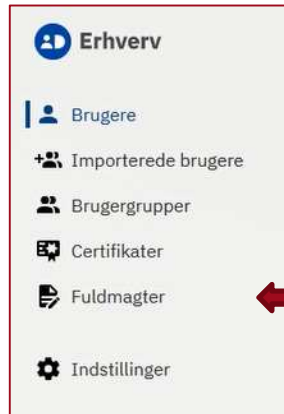 Erhverv
Brugere
Importerede brugere
Brugergrupper
Certifikater
Fuldmagter
Indstillinger